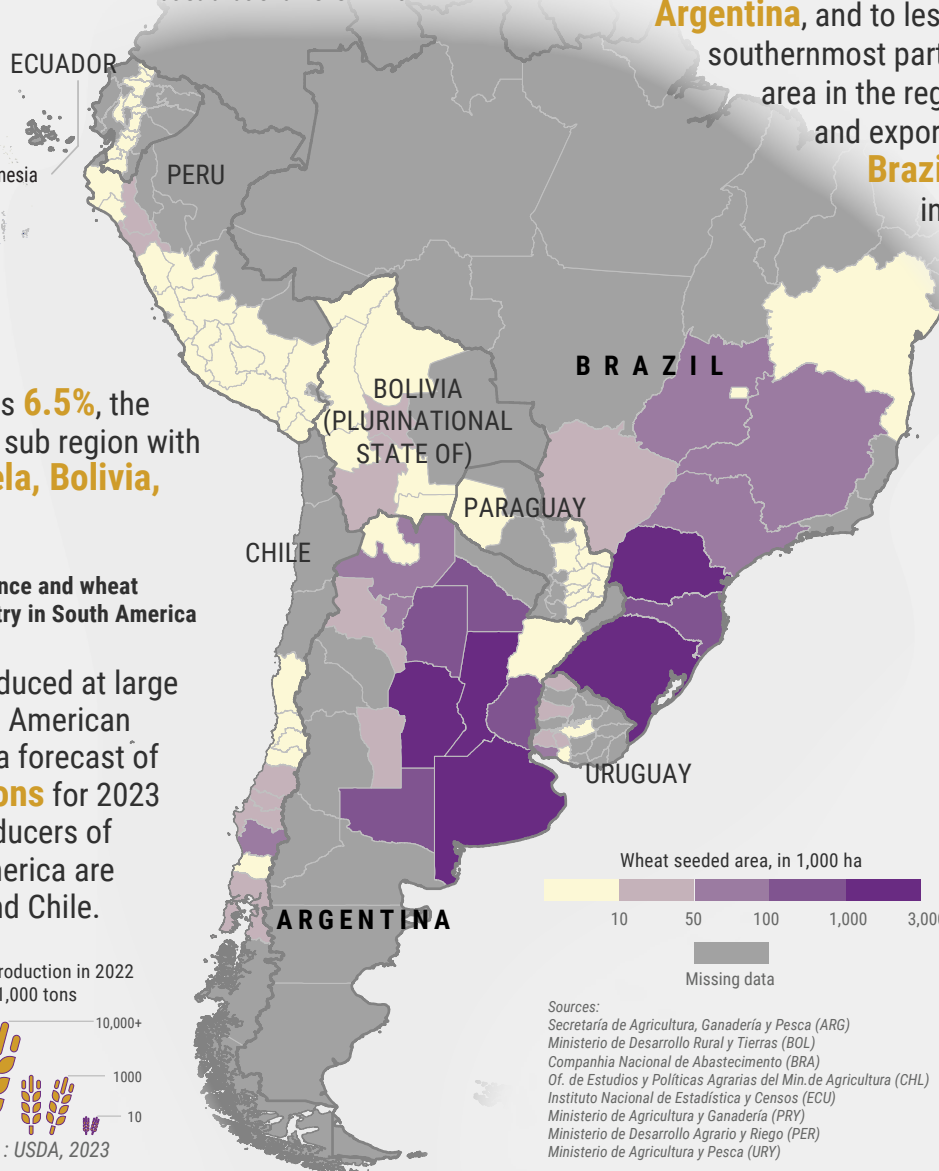 Argentina, and to les
southernmost part
area in the reg
and expor
Brazi
in
ECUADOR
nesia
PERU
BRAZIL
BOLIVIA
(PLURINATIONAL
STATE OF)
s 6.5%, the
sub region with
ela, Bolivia,
PARAGUAY
CHILE
nce and wheat
try in South America
duced at large
American
a forecast of
ons for 2023
ducers of
merica are
nd Chile.
URUGUAY
ARGENTINA
Wheat seeded area, in 1,000 ha
10 50 100 1,000 3,000
Missing data
roduction in 2022
1,000 tons
10,000+
1000
10
: USDA, 2023
Sources:
Secretaría de Agricultura, Ganadería y Pesca (ARG)
Ministerio de Desarrollo Rural y Tierras (BOL)
Companhia Nacional de Abastecimento (BRA)
Of. de Estudios y Políticas Agrarias del Min.de Agricultura (CHL)
Instituto Nacional de Estadística y Censos (ECU)
Ministerio de Agricultura y Ganadería (PRY)
Ministerio de Desarrollo Agrario y Riego (PER)
Ministerio de Agricultura y Pesca (URY)